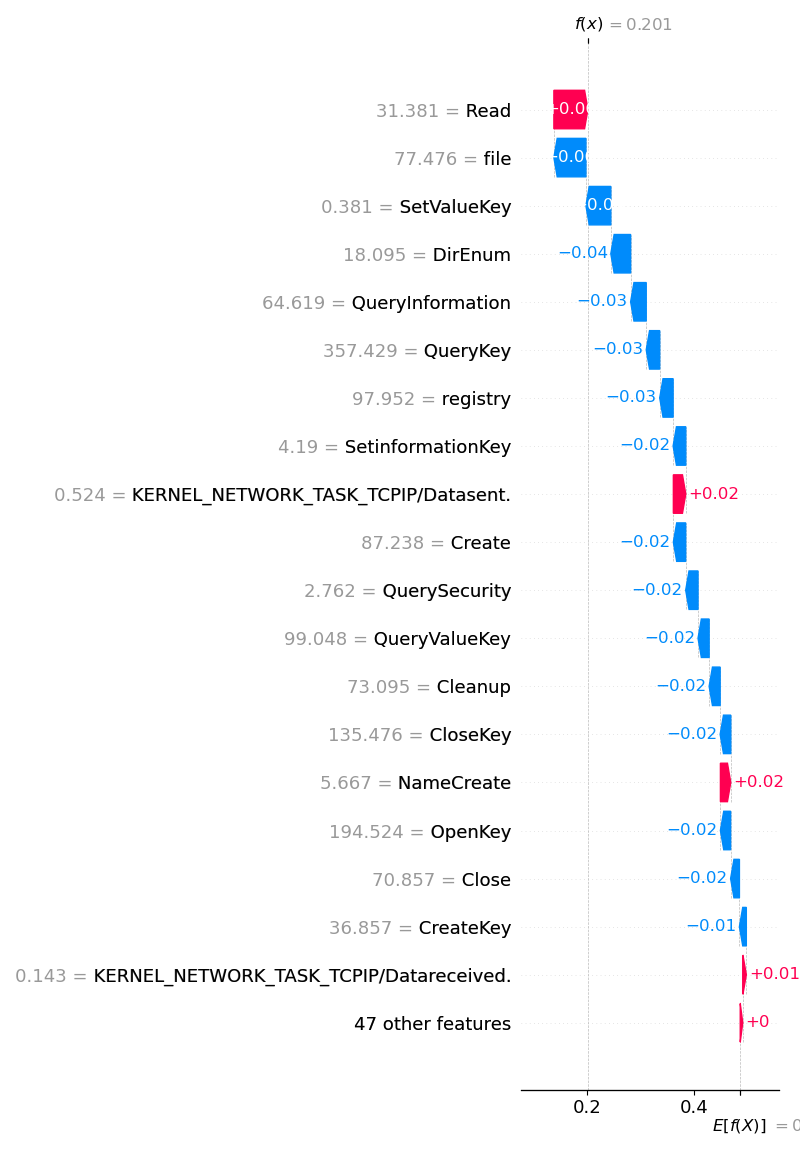 f(x) = 0.201
31.381 = Read
77.476 = file
0.381 = SetValueKey
18.095 = DirEnum −0.04
64.619 = QueryInformation −0.03
357.429 = QueryKey −0.03
97.952 = registry −0.03
4.19 = SetinformationKey −0.02
0.524 = KERNEL_NETWORK_TASK_TCPIP/Datasent. +0.02
87.238 = Create −0.02
2.762 = QuerySecurity −0.02
99.048 = QueryValueKey −0.02
73.095 = Cleanup −0.02
135.476 = CloseKey −0.02
5.667 = NameCreate +0.02
194.524 = OpenKey −0.02
70.857 = Close −0.02
36.857 = CreateKey −0.01
0.143 = KERNEL_NETWORK_TASK_TCPIP/Datareceived. +0.01
47 other features +0
0.2 0.4
E[f(X)] =